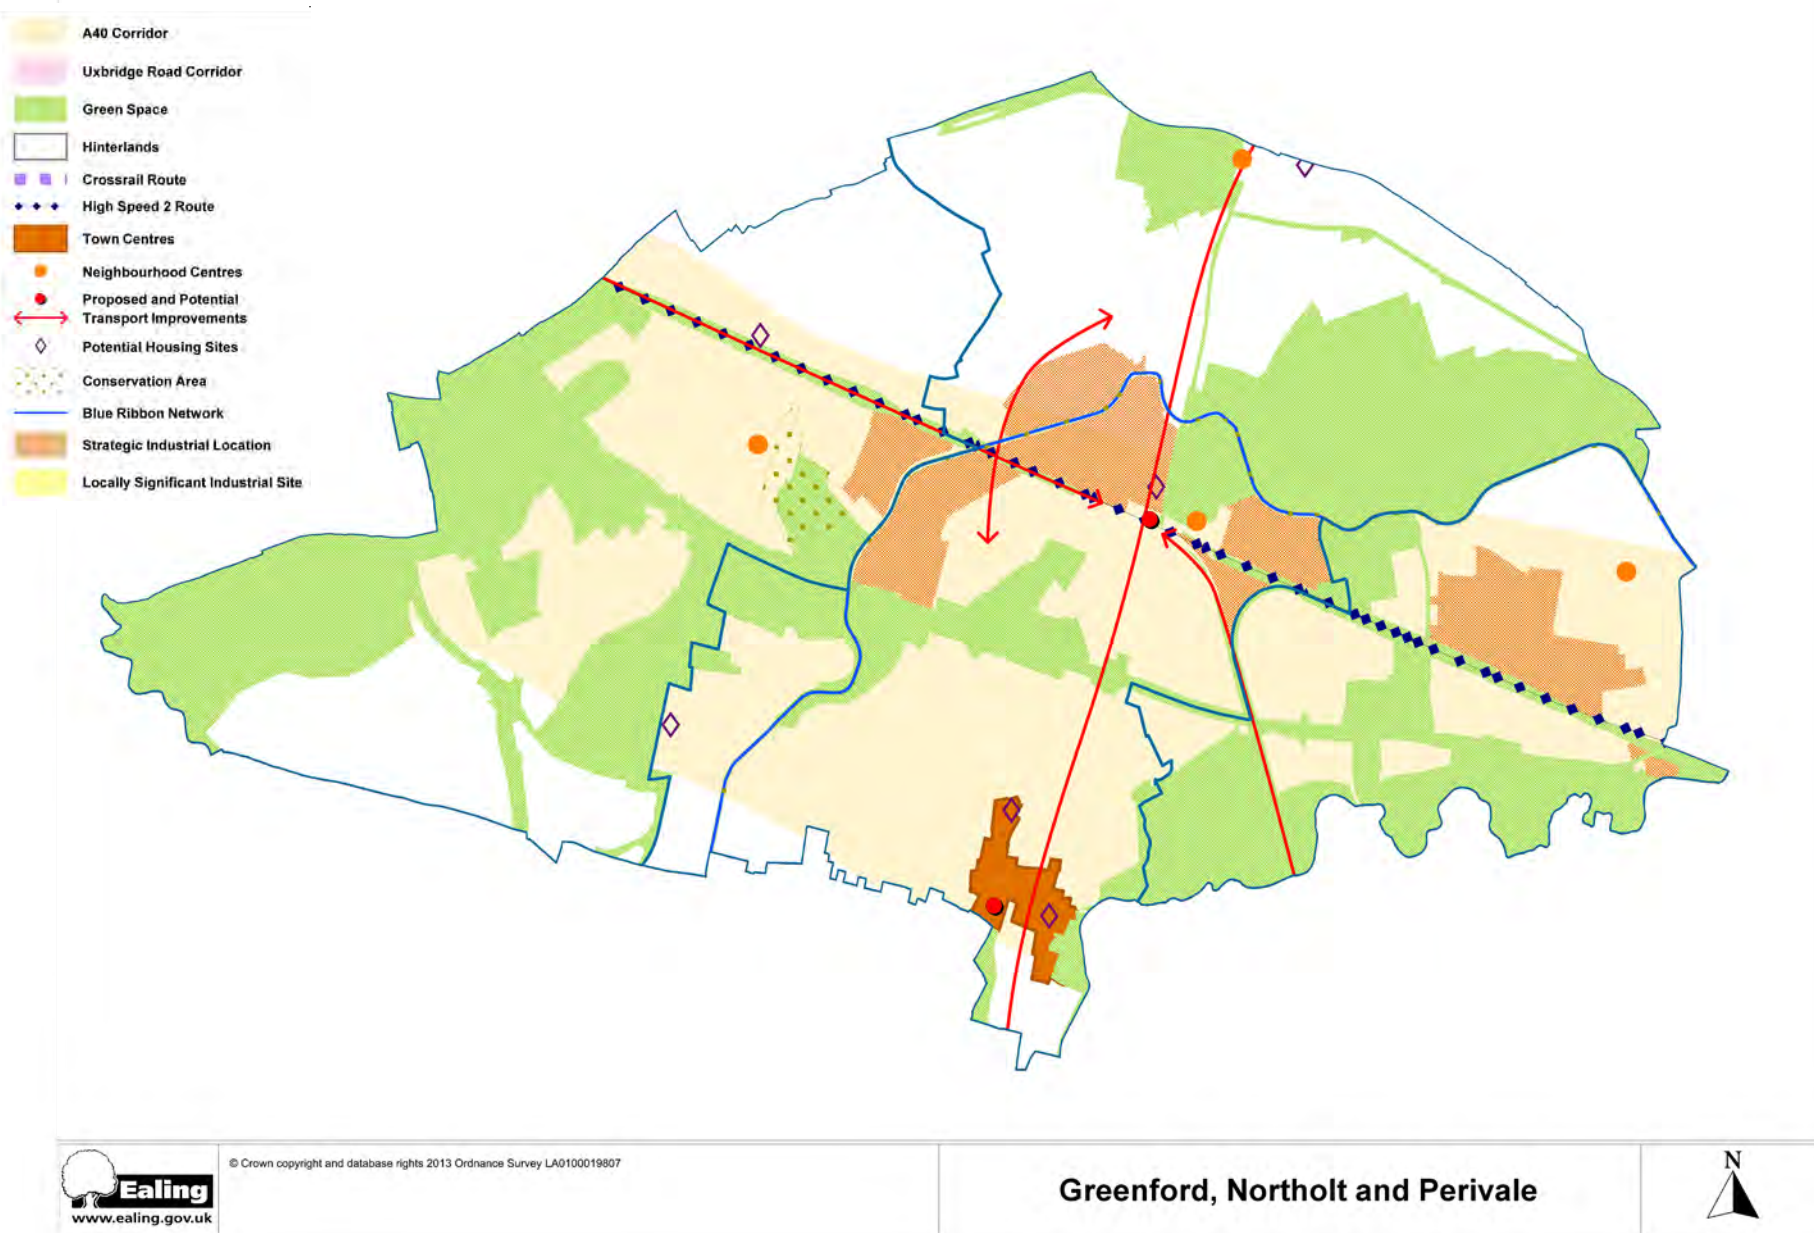 A40 Corridor
Uxbridge Road Corridor
Green Space
Hinterlands
Crossrail Route
High Speed 2 Route
Town Centres
Neighbourhood Centres
Proposed and Potential
Transport Improvements
Potential Housing Sites
Conservation Area
Blue Ribbon Network
Strategic Industrial Location
Locally Significant Industrial Site
Ealing
www.ealing.gov.uk
© Crown copyright and database rights 2013 Ordnance Survey LA0100019807
Greenford, Northolt and Perivale
N